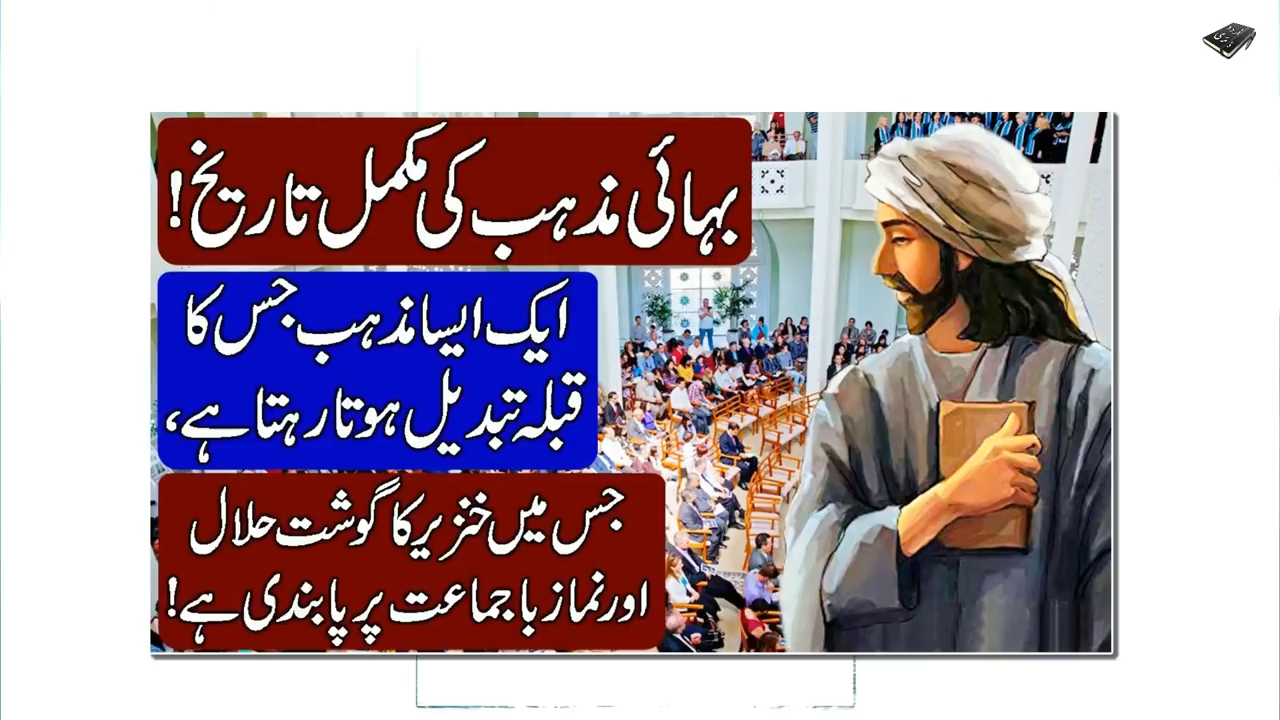 بہائی مذہب کی مکمل تاریخ!
ایک ایسا مذہب جس کا
قبلہ تبدیل ہوتا رہتا ہے،
جس میں خنزیر کا گوشت حلال
اور نماز باجماعت پر پابندی ہے!